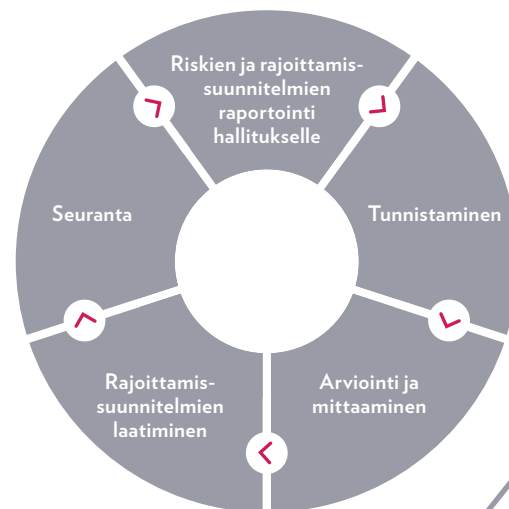 Riskien ja rajoittamis-
suunnitelmien
raportointi
hallitukselle
Seuranta
Tunnistaminen
Rajoittamis-
suunnitelmien
laatiminen
Arviointi ja
mittaaminen